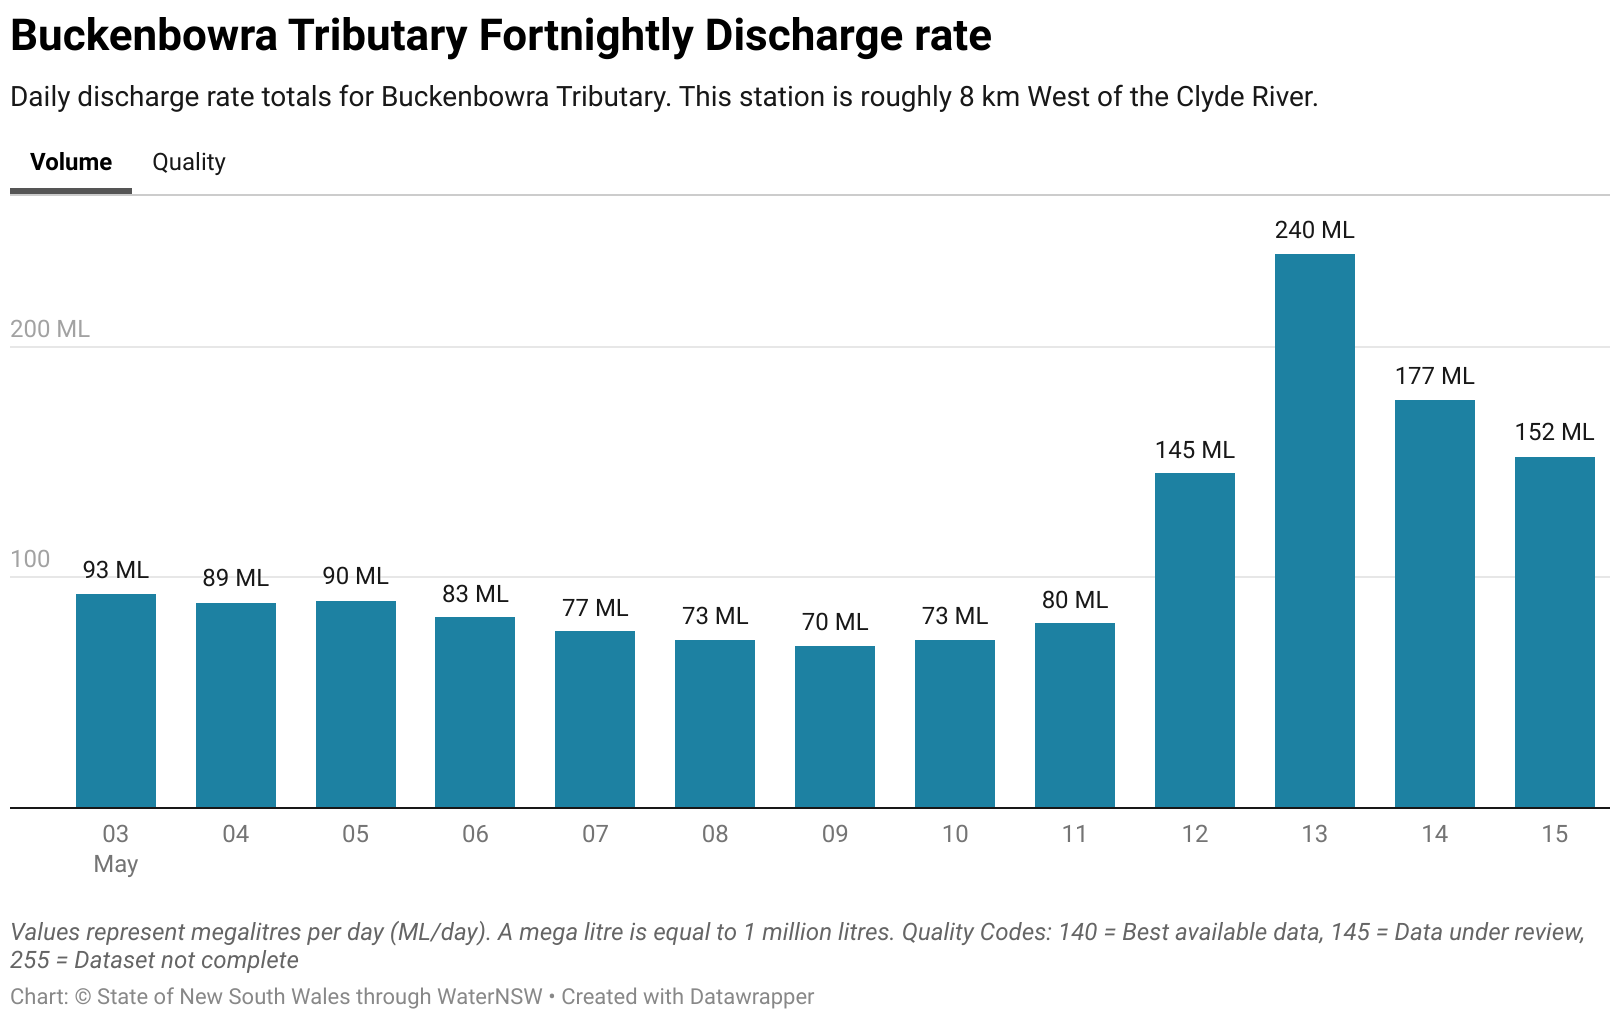 Buckenbowra Tributary Fortnightly Discharge rate
Daily discharge rate totals for Buckenbowra Tributary. This station is roughly 8 km West of the Clyde River.
Volume Quality
240 ML
200 ML
177 ML
152 ML
145 ML
100
93 ML 89 ML 90 ML 83 ML 77 ML 73 ML 70 ML 73 ML 80 ML
03 04 05 06 07 08 09 10 11 12 13 14 15
May
Values represent megalitres per day (ML/day). A mega litre is equal to 1 million litres. Quality Codes: 140 = Best available data, 145 = Data under review,
255 = Dataset not complete
Chart: © State of New South Wales through WaterNSW • Created with Datawrapper